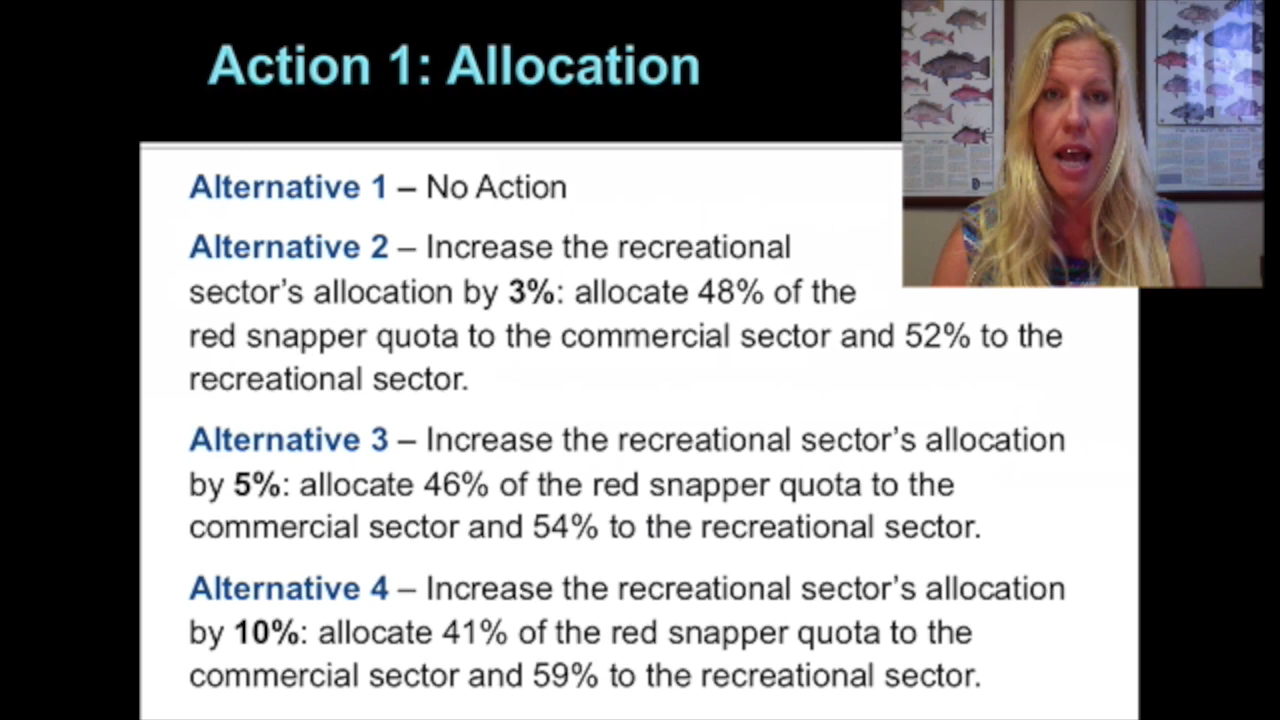 Action 1: Allocation
Alternative 1 – No Action
Alternative 2 – Increase the recreational
sector's allocation by 3%: allocate 48% of the
red snapper quota to the commercial sector and 52% to the
recreational sector.
Alternative 3 – Increase the recreational sector's allocation
by 5%: allocate 46% of the red snapper quota to the
commercial sector and 54% to the recreational sector.
Alternative 4 – Increase the recreational sector's allocation
by 10%: allocate 41% of the red snapper quota to the
commercial sector and 59% to the recreational sector.